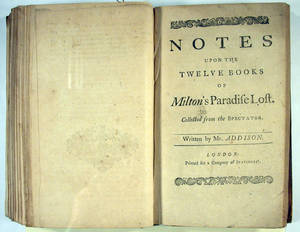 NOTES
UPON THE
TWELVE BOOKS
OF
Milton's Paradise Lost.
Collected from the SPECTATOR.
Written by Mr. ADDISON.
LONDON:
Printed for a Company of STATIONERS.